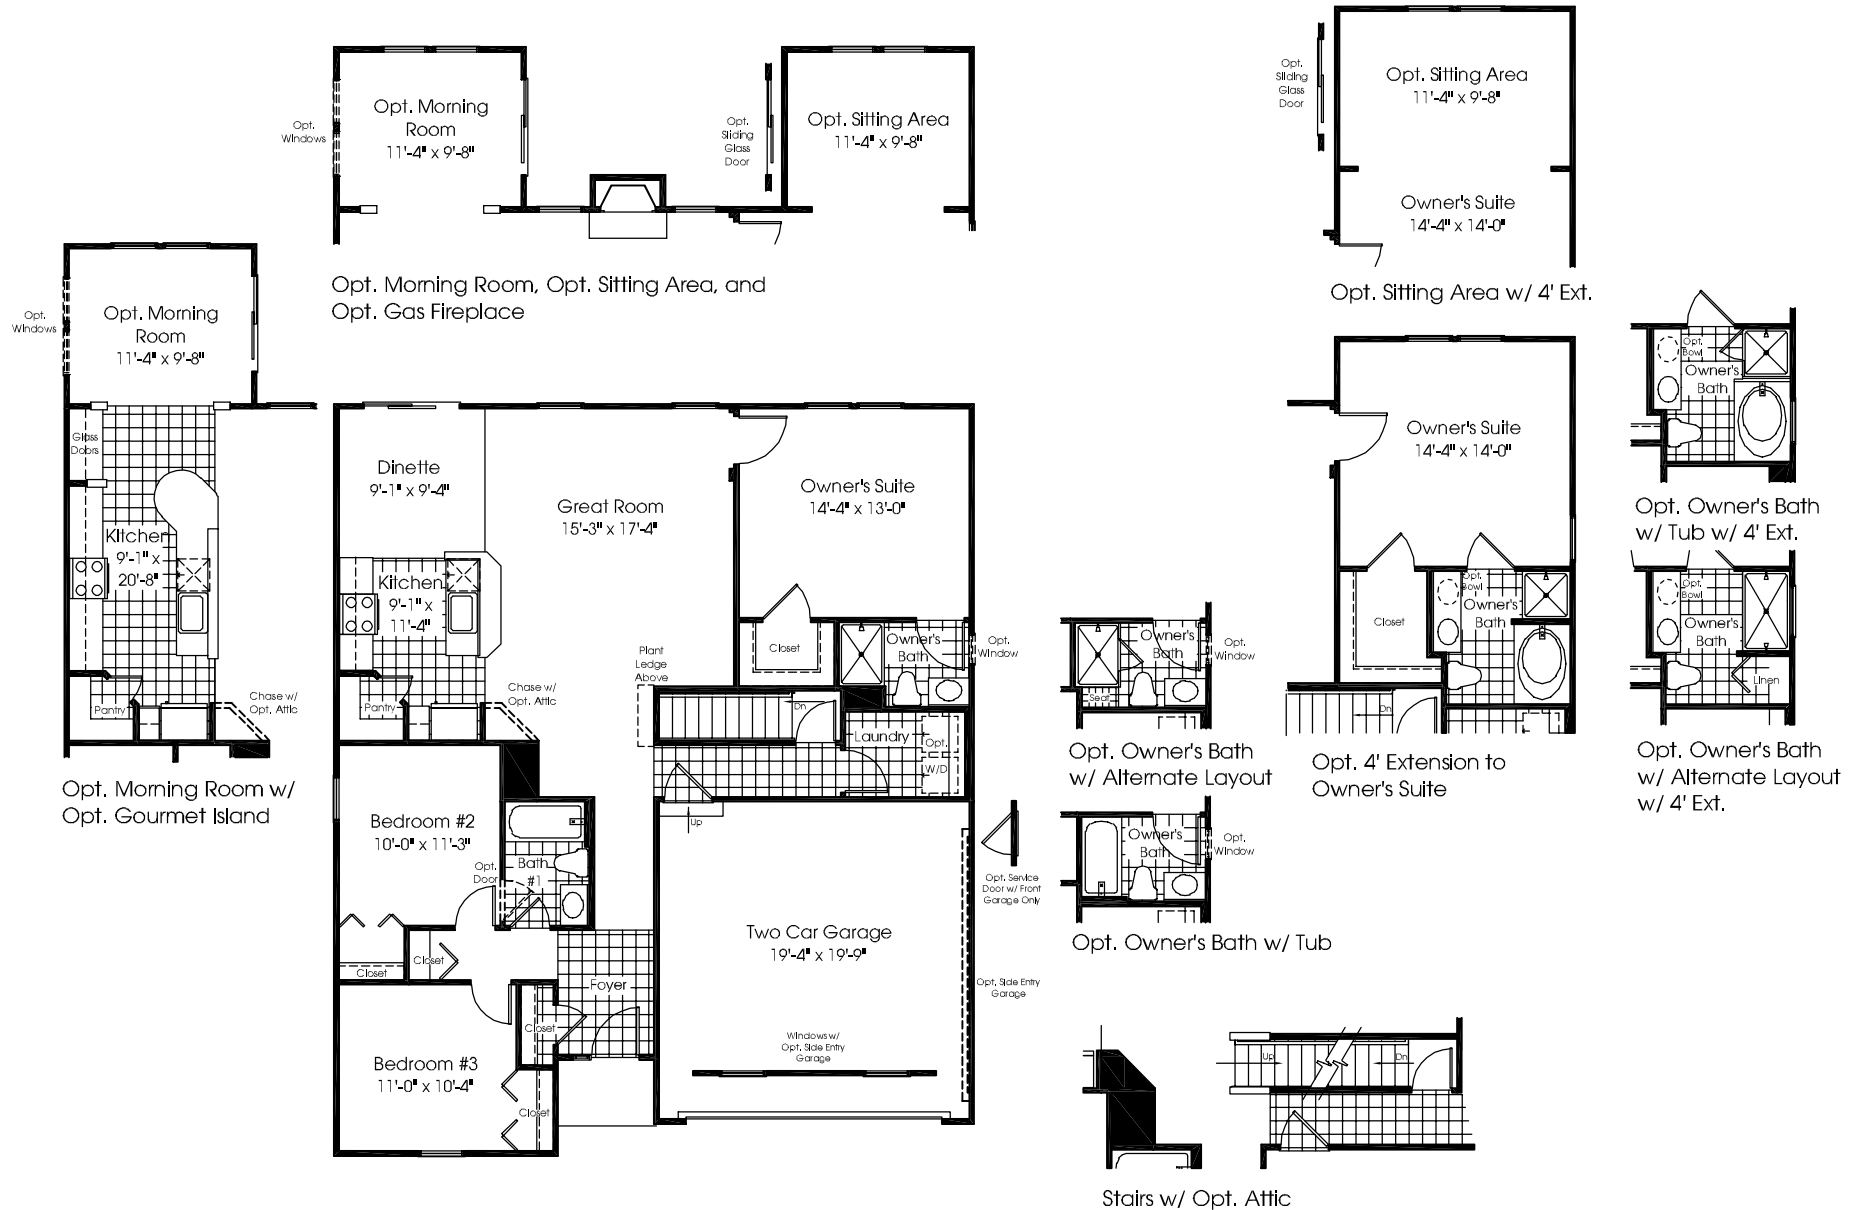 Opt. Morning
Room
11'-4" x 9'-8"
Opt.
Windows
Opt.
Sliding
Glass
Door
Opt. Sitting Area
11'-4" x 9'-8"
Opt. Morning Room, Opt. Sitting Area, and
Opt. Gas Fireplace
Opt.
Sliding
Glass
Door
Opt. Sitting Area
11'-4" x 9'-8"
Owner's Suite
14'-4" x 14'-0"
Opt. Sitting Area w/ 4' Ext.
Opt.
Windows
Opt. Morning
Room
11'-4" x 9'-8"
Glass
Doors
Kitchen
9'-1" x
20'-8"
Pantry
Chase w/
Opt. Attic
Opt. Morning Room w/
Opt. Gourmet Island
Dinette
9'-1" x 9'-4"
Great Room
15'-3" x 17'-4"
Owner's Suite
14'-4" x 13'-0"
Kitchen
9'-1" x
11'-4"
Pantry
Chase w/
Opt. Attic
Plant
Ledge
Above
Closet
Owner's
Bath
Opt.
Window
Dn
Laundry
Opt.
W/D
Up
Bedroom #2
10'-0" x 11'-3"
Opt.
Door
Bath
#1
Closet
Closet
Foyer
Closet
Bedroom #3
11'-0" x 10'-4"
Closet
Two Car Garage
19'-4" x 19'-9"
Windows w/
Opt. Side Entry
Garage
Opt. Service
Door w/ Front
Garage Only
Opt. Side Entry
Garage
Owner's
Bath
Seat
Opt.
Window
Opt. Owner's Bath
w/ Alternate Layout
Owner's
Bath
Opt.
Window
Opt. Owner's Bath w/ Tub
Owner's Suite
14'-4" x 14'-0"
Closet
Opt.
Bowl
Owner's
Bath
Dn
Opt. 4' Extension to
Owner's Suite
Opt.
Bowl
Owner's
Bath
Opt. Owner's Bath
w/ Tub w/ 4' Ext.
Opt.
Bowl
Owner's
Bath
Linen
Opt. Owner's Bath
w/ Alternate Layout
w/ 4' Ext.
Up
Dn
Stairs w/ Opt. Attic